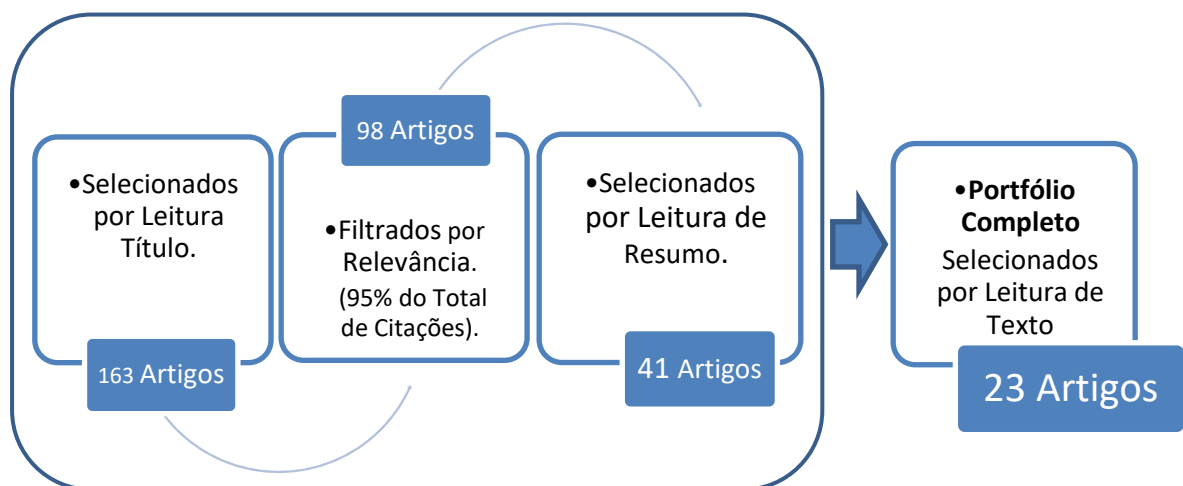 •Selecionados
por Leitura
Título.
163 Artigos
98 Artigos
•Filtrados por
Relevância.
(95% do Total
de Citações).
•Selecionados
por Leitura de
Resumo.
41 Artigos
•Portfólio
Completo
Selecionados
por Leitura de
Texto
23 Artigos